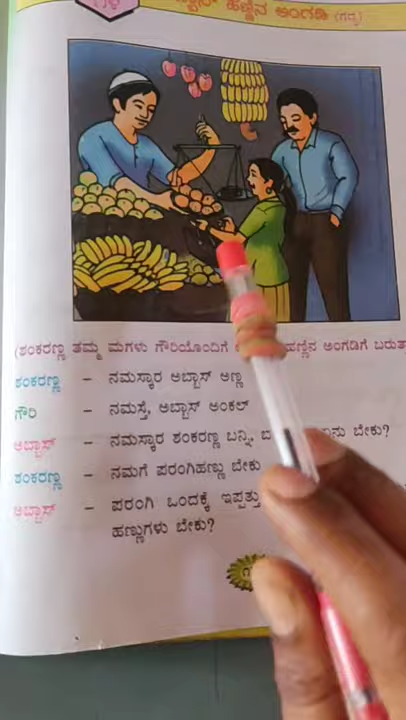 ಹಣ್ಣಿನ ಅಂಗಡಿ (ಗದ್ಯ)
(ಶಂಕರಣ್ಣ ತಮ್ಮ ಮಗಳು ಗೌರಿಯೊಂದಿಗೆ ಹಣ್ಣಿನ ಅಂಗಡಿಗೆ
ಶಂಕರಣ್ಣ – ನಮಸ್ಕಾರ ಅಬ್ಬಾಸ್ ಅಣ್ಣ
ಗೌರಿ – ನಮಸ್ತೆ, ಅಬ್ಬಾಸ್ ಅಂಕಲ್
ಅಬ್ಬಾಸ್ – ನಮಸ್ಕಾರ ಶಂಕರಣ್ಣ ಬನ್ನಿ, ಬೇಕು?
ಶಂಕರಣ್ಣ – ನಮಗೆ ಪರಂಗಿಹಣ್ಣು ಬೇಕು
ಅಬ್ಬಾಸ್ – ಪರಂಗಿ ಒಂದಕ್ಕೆ ಇಪ್ಪತ್ತು
ಹಣ್ಣುಗಳು ಬೇಕು?